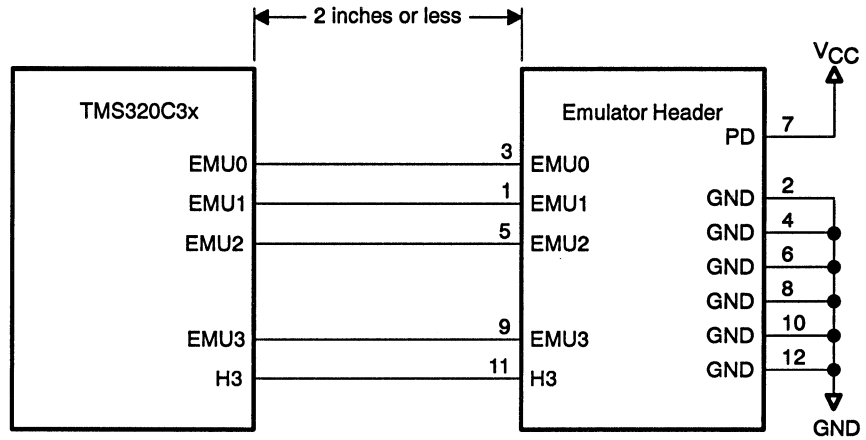 2 inches or less
VCC
TMS320C3x
Emulator Header
7
PD
EMU0 3 EMU0
2
GND
EMU1 1 EMU1
4
GND
EMU2 5 EMU2
6
GND
8
GND
EMU3 9 EMU3
10
GND
H3 11 H3
12
GND
GND